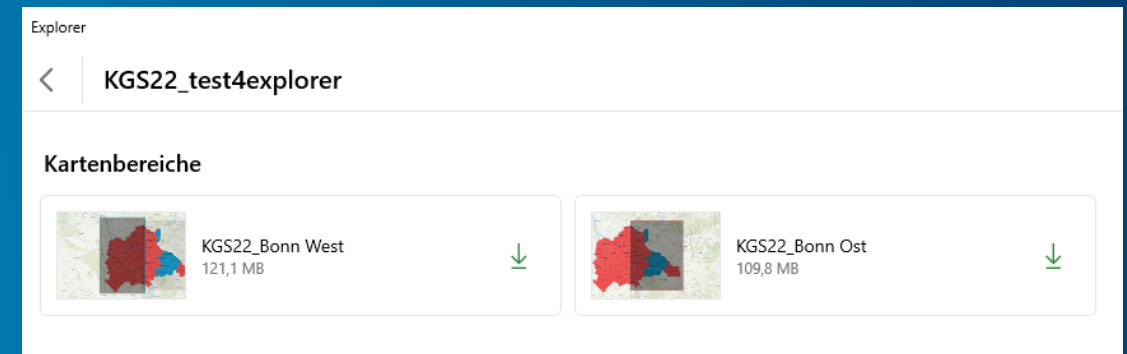 Explorer
KGS22_test4explorer
Kartenbereiche
KGS22_Bonn West
121,1 MB
KGS22_Bonn Ost
109,8 MB